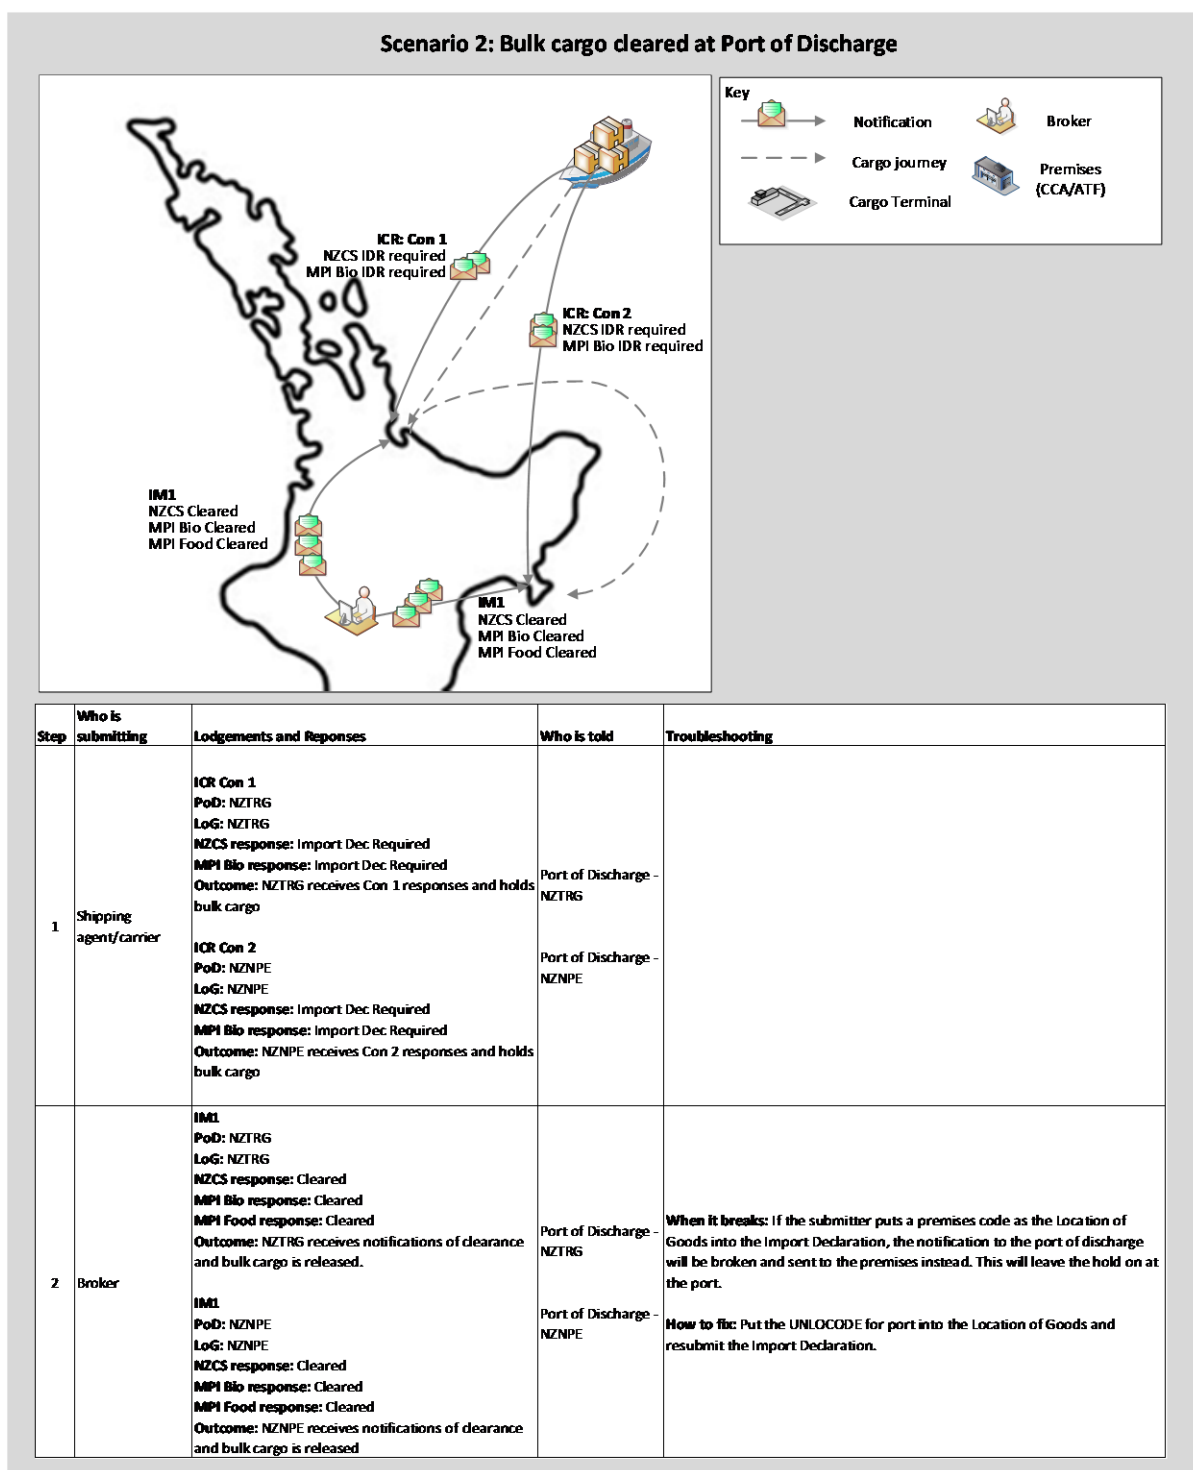 Scenario 2: Bulk cargo cleared at Port of Discharge
Key
Notification
Broker
Cargo journey
Premises
(CCA/ATF)
Cargo Terminal
ICR: Con 1
NZCS IDR required
MPI Bio IDR required
ICR: Con 2
NZCS IDR required
MPI Bio IDR required
IM1
NZCS Cleared
MPI Bio Cleared
MPI Food Cleared
IM1
NZCS Cleared
MPI Bio Cleared
MPI Food Cleared
Step
Who is
submitting
Lodgements and Reponses
Who is told
Troubleshooting
1
Shipping
agent/carrier
ICR Con 1
PoD: NZTRG
LoG: NZTRG
NZCS response: Import Dec Required
MPI Bio response: Import Dec Required
Outcome: NZTRG receives Con 1 responses and holds
bulk cargo
ICR Con 2
PoD: NZNPE
LoG: NZNPE
NZCS response: Import Dec Required
MPI Bio response: Import Dec Required
Outcome: NZNPE receives Con 2 responses and holds
bulk cargo
Port of Discharge -
NZTRG
Port of Discharge -
NZNPE
2
Broker
IM1
PoD: NZTRG
LoG: NZTRG
NZCS response: Cleared
MPI Bio response: Cleared
MPI Food response: Cleared
Outcome: NZTRG receives notifications of clearance
and bulk cargo is released.
IM1
PoD: NZNPE
LoG: NZNPE
NZCS response: Cleared
MPI Bio response: Cleared
MPI Food response: Cleared
Outcome: NZNPE receives notifications of clearance
and bulk cargo is released
Port of Discharge -
NZTRG
Port of Discharge -
NZNPE
When it breaks: If the submitter puts a premises code as the Location of
Goods into the Import Declaration, the notification to the port of discharge
will be broken and sent to the premises instead. This will leave the hold on at
the port.
How to fix: Put the UNLOCODE for port into the Location of Goods and
resubmit the Import Declaration.